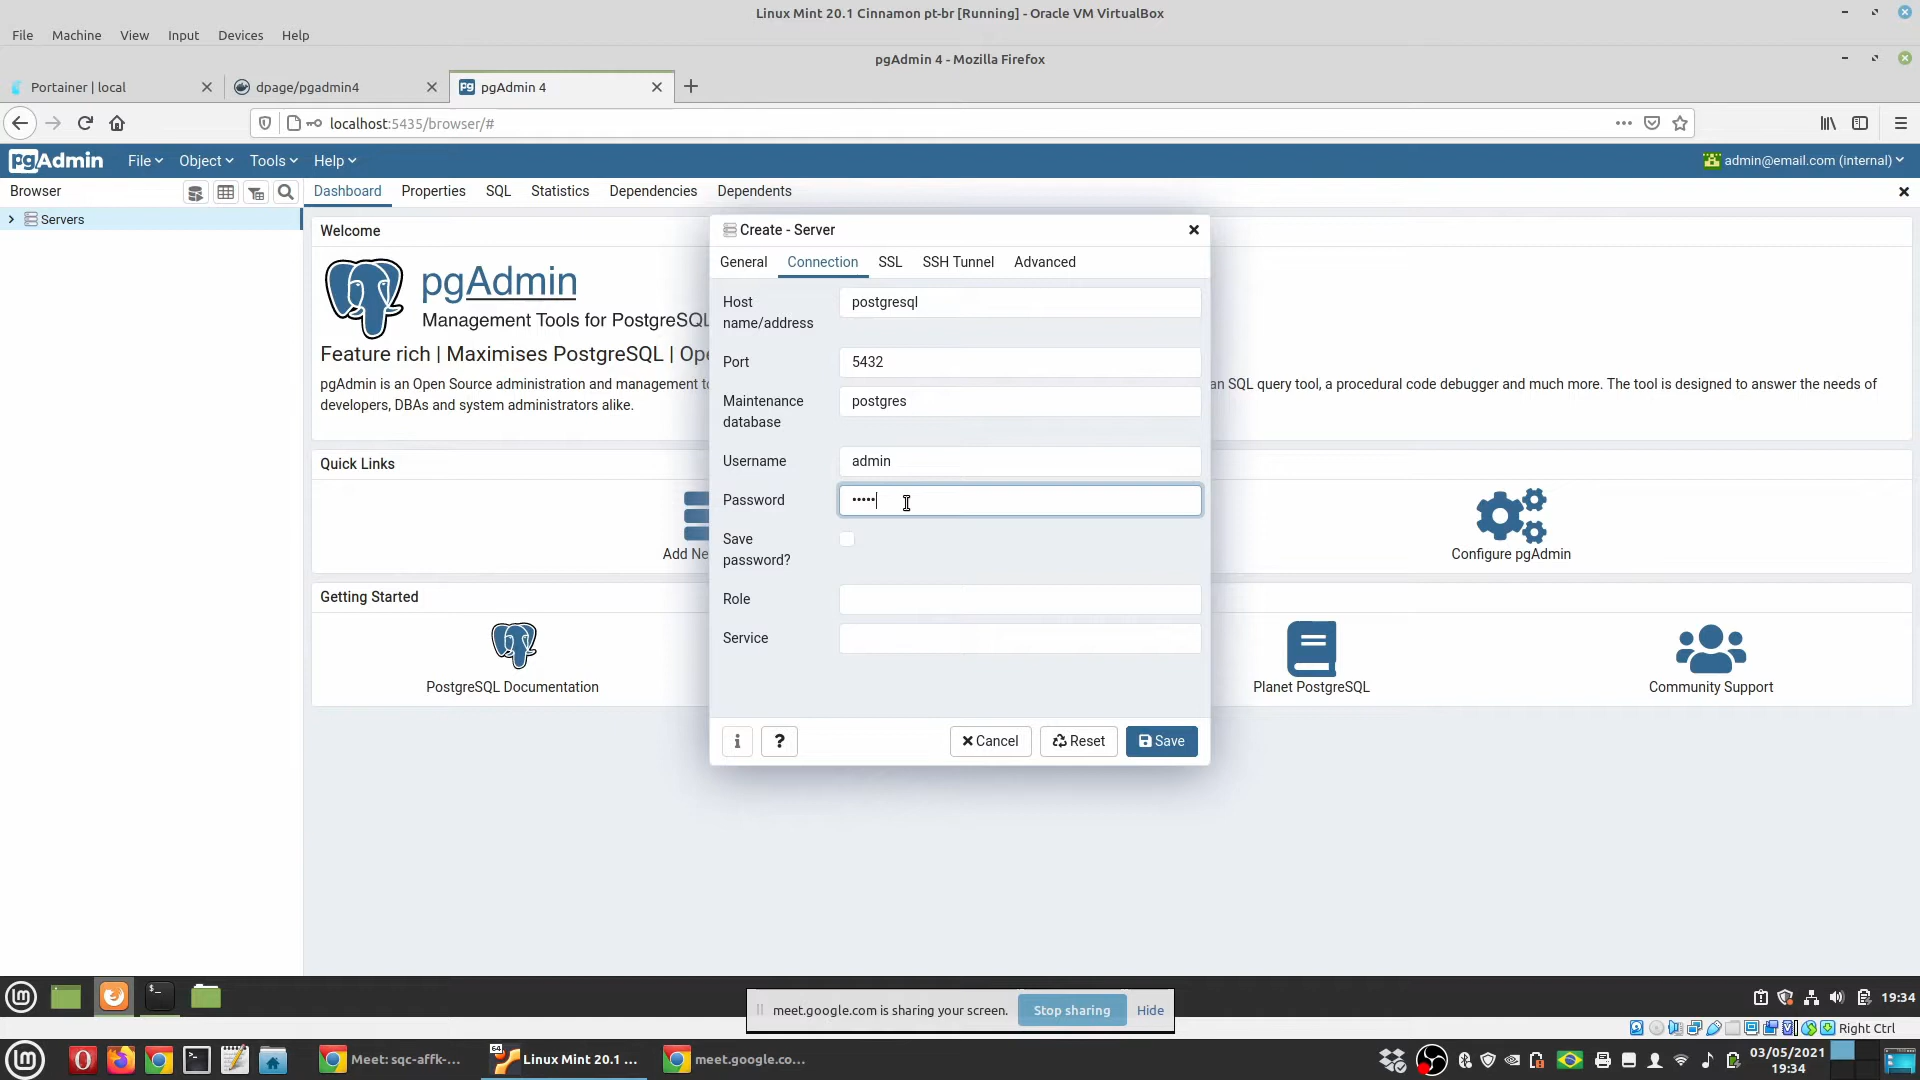 Linux Mint 20.1 Cinnamon pt-br [Running] - Oracle VM VirtualBox
File Machine View Input Devices Help
pgAdmin 4 - Mozilla Firefox
Portainer | local
dpage/pgadmin4
pgAdmin 4
localhost:5435/browser/#
pgAdmin File Object Tools Help
admin@email.com (internal)
Browser
Dashboard Properties SQL Statistics Dependencies Dependents
Servers
Welcome
pgAdmin
Management Tools for PostgreSQL
Feature rich | Maximises PostgreSQL | Op
pgAdmin is an Open Source administration and management to
an SQL query tool, a procedural code debugger and much more. The tool is designed to answer the needs of
developers, DBAs and system administrators alike.
Quick Links
Add Ne
Configure pgAdmin
Getting Started
PostgreSQL Documentation
Planet PostgreSQL
Community Support
Create - Server
General Connection SSL SSH Tunnel Advanced
Host
name/address
postgresql
Port
5432
Maintenance
database
postgres
Username
admin
Password
•••••
Save
password?
Role
Service
i ? Cancel Reset Save
19:34
meet.google.com is sharing your screen. Stop sharing Hide
Right Ctrl
Meet: sqc-affk-...
64
Linux Mint 20.1 ...
meet.google.co...
03/05/2021
19:34